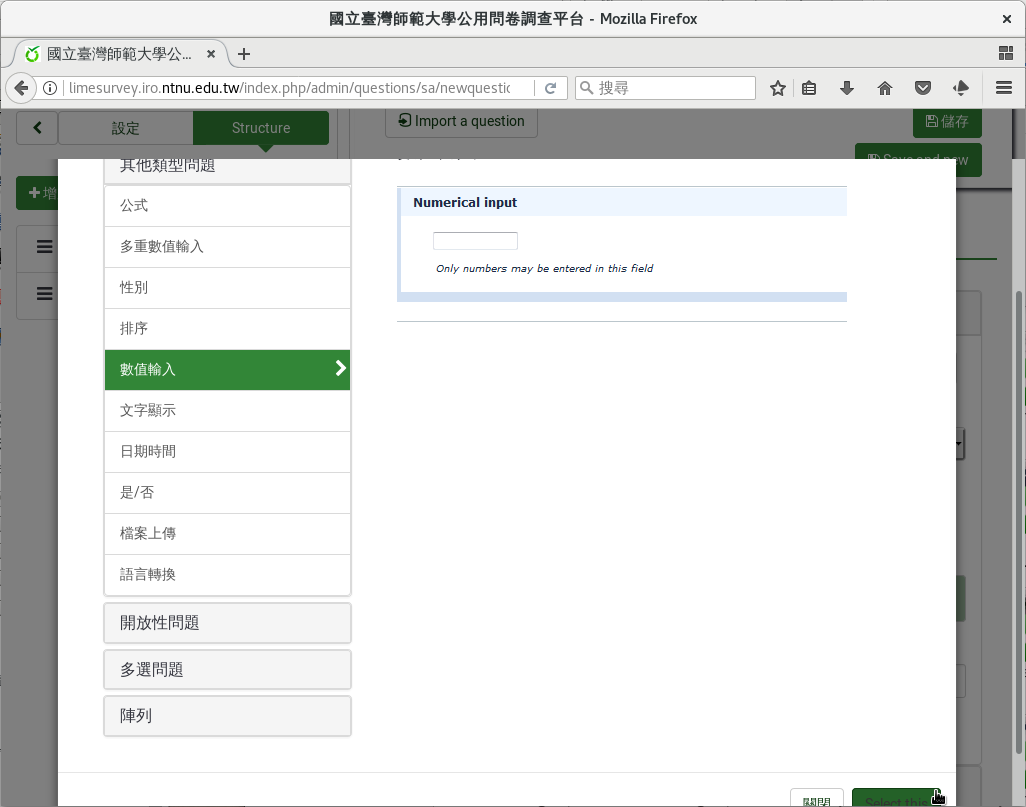 國立臺灣師範大學公用問卷調查平台 - Mozilla Firefox
國立臺灣師範大學公...
limesurvey.iro.ntnu.edu.tw/index.php/admin/questions/sa/newquestic
搜尋
設定
Structure
Import a question
儲存
Save and new
增
其他類型問題
公式
多重數值輸入
性別
排序
數值輸入
文字顯示
日期時間
是/否
檔案上傳
語言轉換
開放性問題
多選問題
陣列
Numerical input
Only numbers may be entered in this field
關閉
Select this